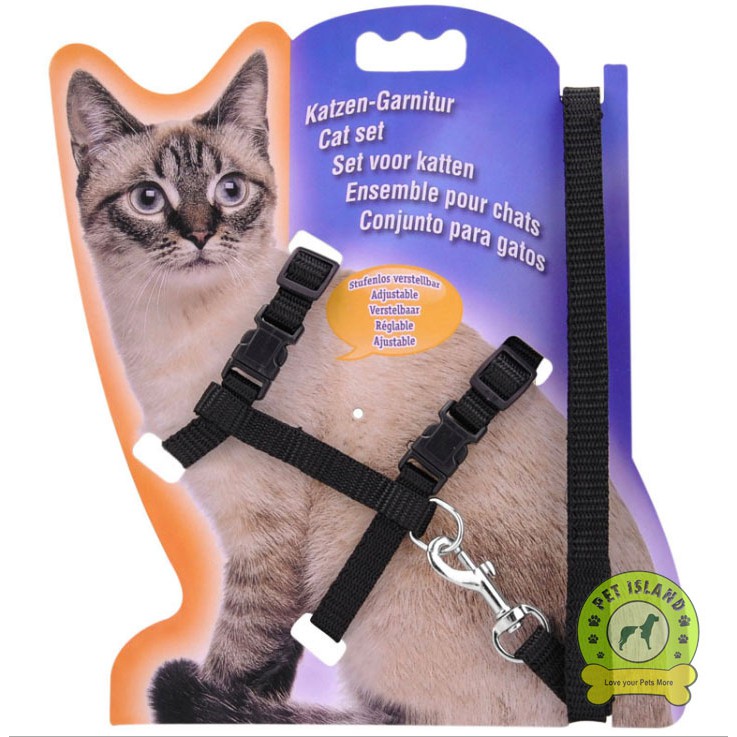 Katzen-Garnitur
Cat set
Set voor katten
Ensemble pour chats
Conjunto para gatos
Stufenlos verstellbar
Adjustable
Verstelbaar
Réglable
Ajustable
PET ISLAND
Love your Pets More